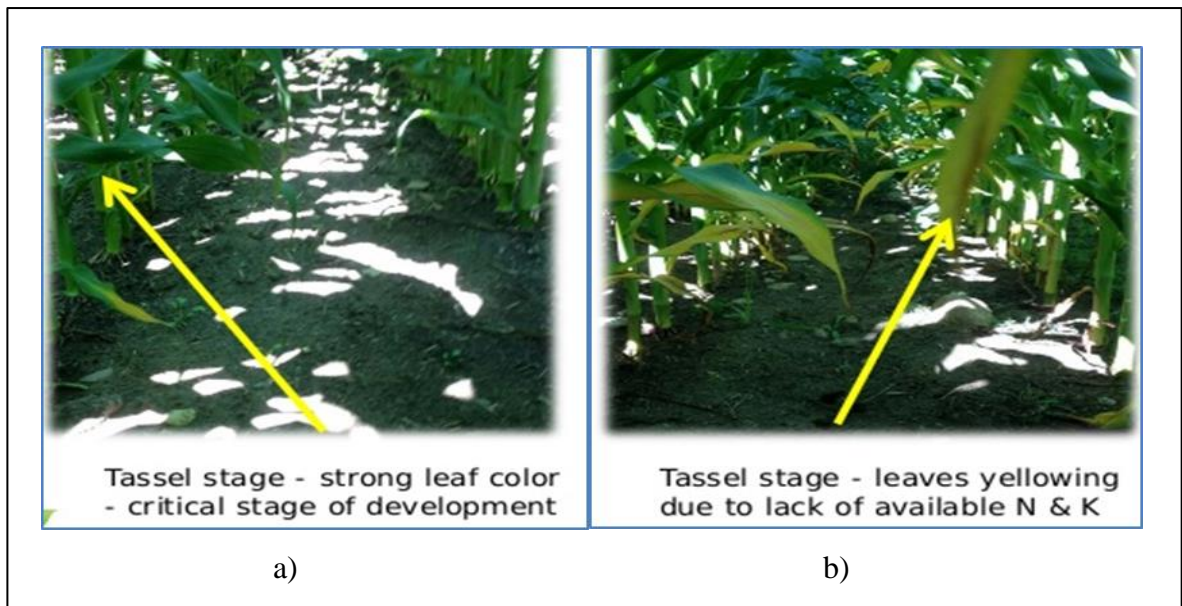 Tassel stage - strong leaf color
- critical stage of development
Tassel stage - leaves yellowing
due to lack of available N & K
a)
b)